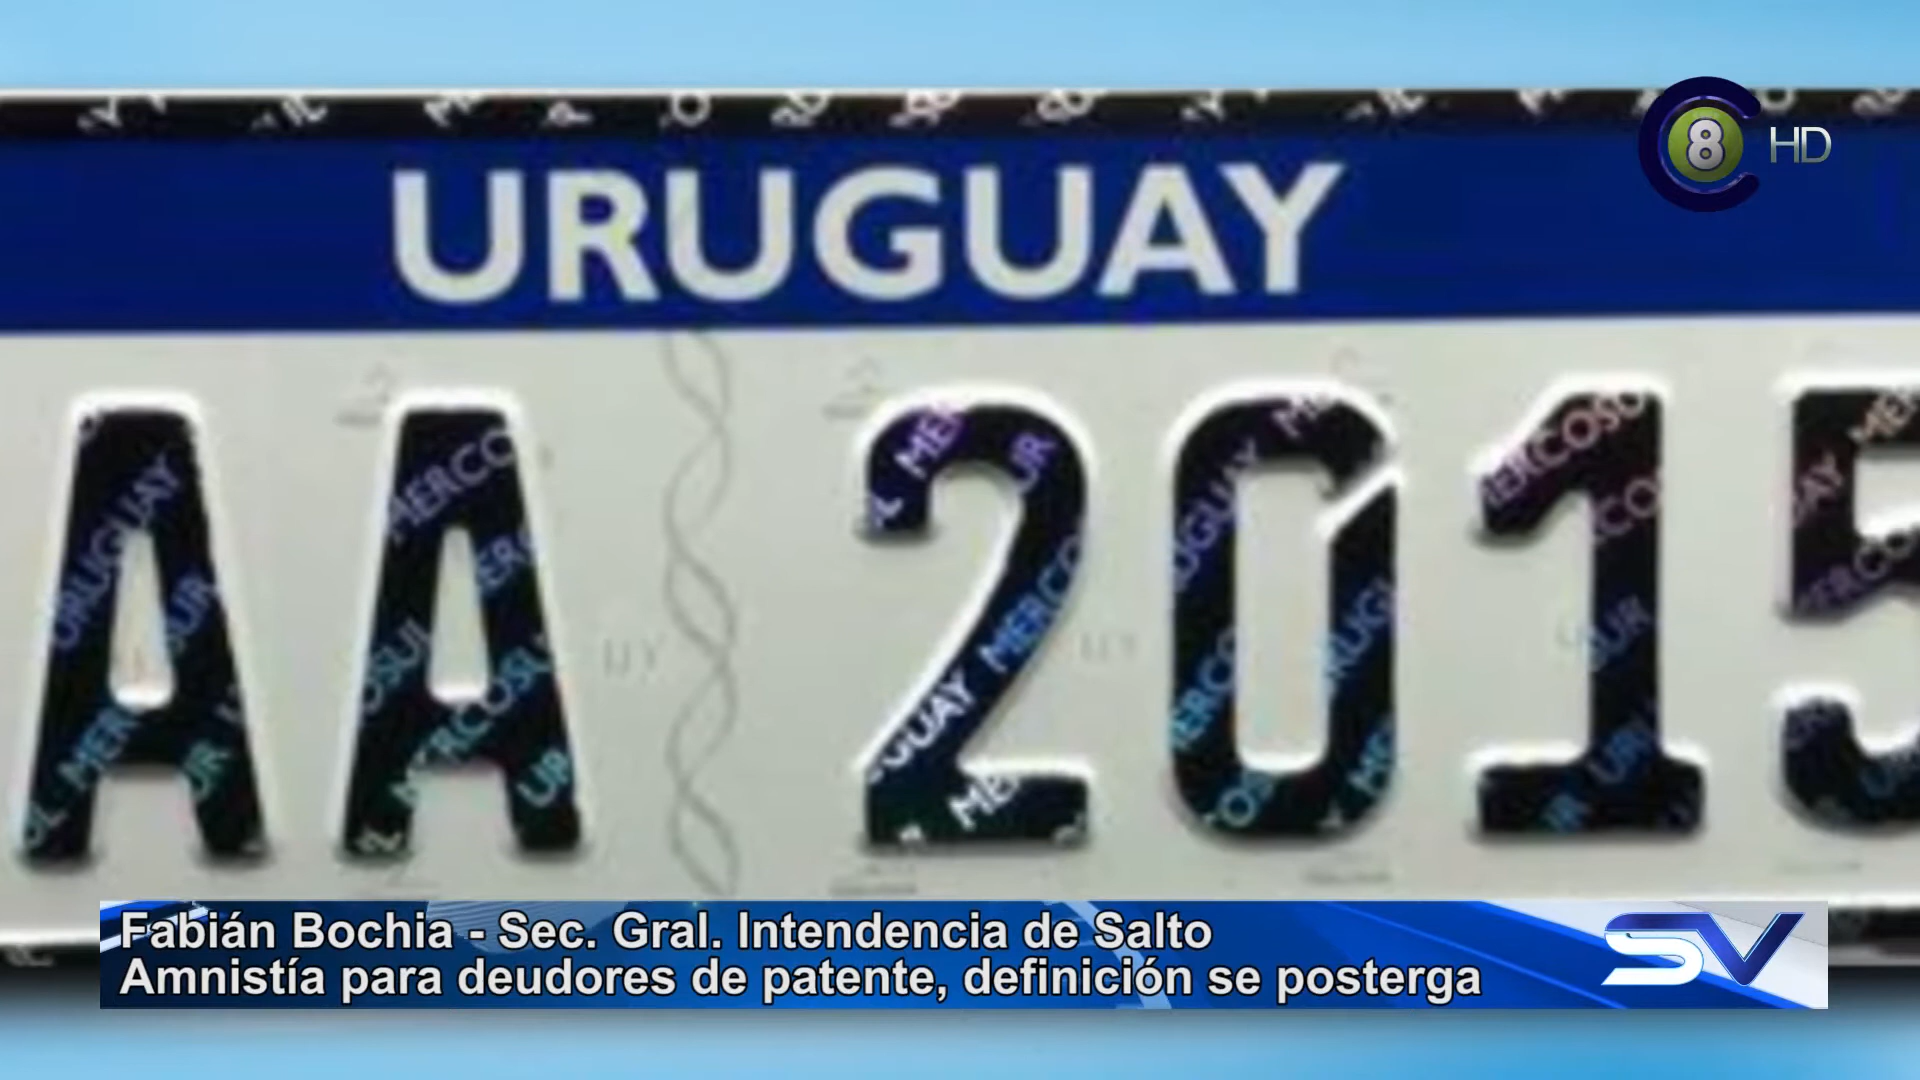 8 HD
URUGUAY
AA 2015
Fabián Bochia - Sec. Gral. Intendencia de Salto
Amnistía para deudores de patente, definición se posterga
SV